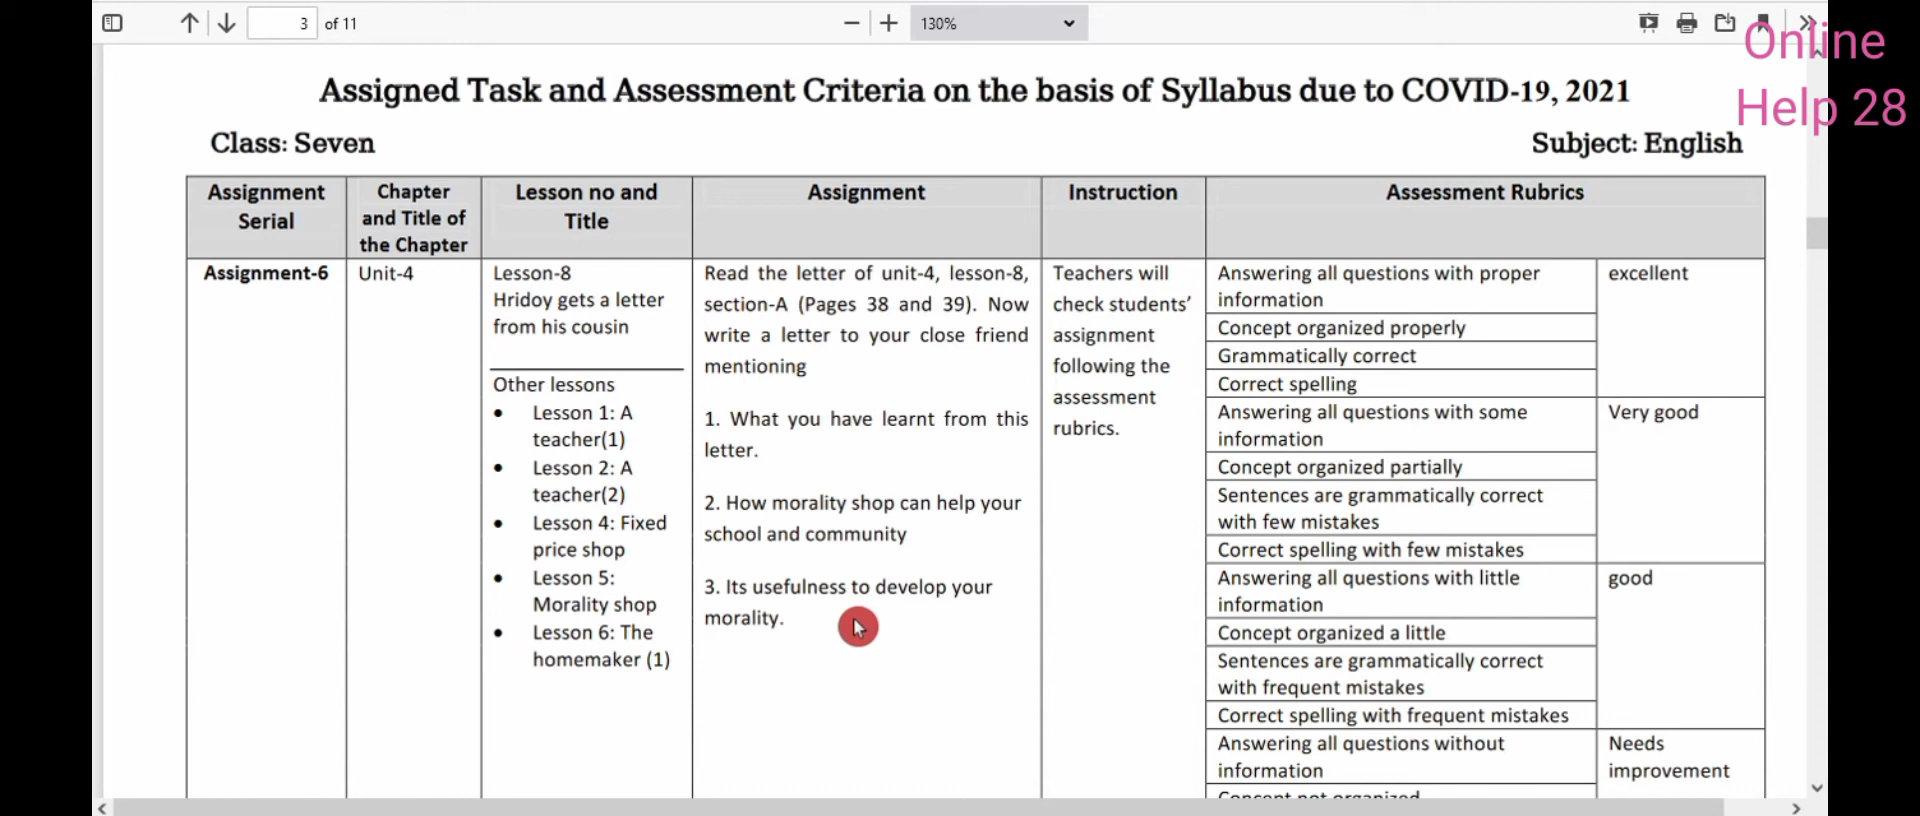 3 of 11
130%
Online
Help 28
Assigned Task and Assessment Criteria on the basis of Syllabus due to COVID-19, 2021
Class: Seven
Subject: English
Assignment
Serial
Chapter
and Title of
the Chapter
Lesson no and
Title
Assignment
Instruction
Assessment Rubrics
Assignment-6
Unit-4
Lesson-8
Hridoy gets a letter
from his cousin
Other lessons
• Lesson 1: A
teacher(1)
• Lesson 2: A
teacher(2)
• Lesson 4: Fixed
price shop
• Lesson 5:
Morality shop
• Lesson 6: The
homemaker (1)
Read the letter of unit-4, lesson-8,
section-A (Pages 38 and 39). Now
write a letter to your close friend
mentioning
1. What you have learnt from this
letter.
2. How morality shop can help your
school and community
3. Its usefulness to develop your
morality.
Teachers will
check students’
assignment
following the
assessment
rubrics.
Answering all questions with proper
information
Concept organized properly
Grammatically correct
Correct spelling
excellent
Answering all questions with some
information
Concept organized partially
Sentences are grammatically correct
with few mistakes
Correct spelling with few mistakes
Very good
Answering all questions with little
information
Concept organized a little
Sentences are grammatically correct
with frequent mistakes
Correct spelling with frequent mistakes
good
Answering all questions without
information
Concept not organized
Needs
improvement